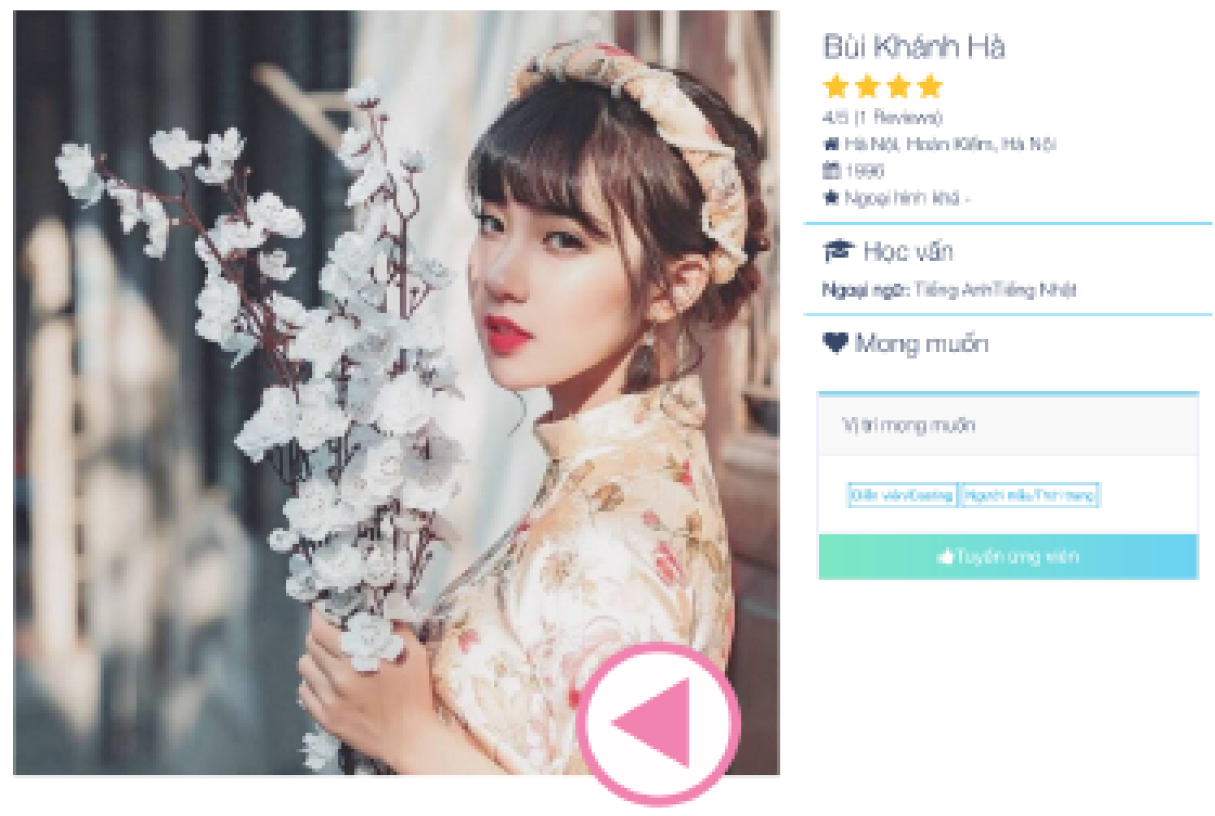 Bùi Khánh Hà
4/5 (1 Reviews)
Hà Nội, Hoàn Kiếm, Hà Nội
1996
Ngoại hình khá -
Học vấn
Ngoại ngữ: Tiếng AnhTiếng Nhật
Mong muốn
Vị trí mong muốn
Diễn viên/Casting Người mẫu/Thời trang
Tuyển ứng viên